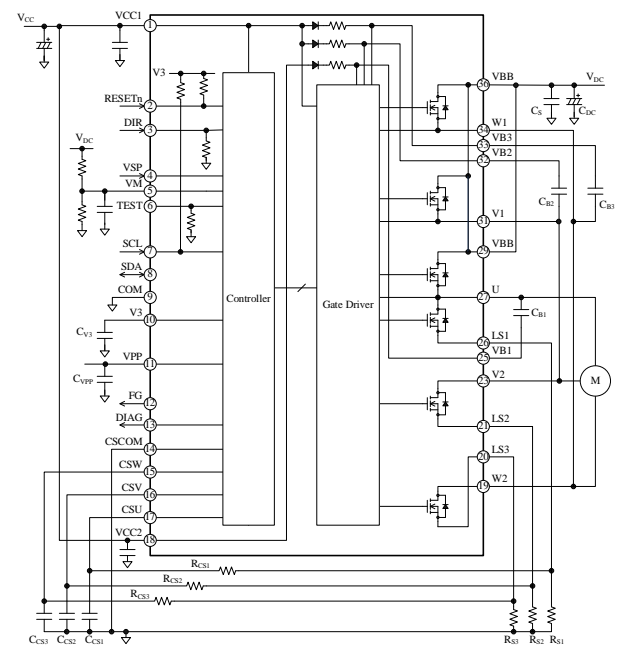 VCC
VCC1
1
V3
RESETn
2
DIR
3
VDC
VSP
4
VM
5
TEST
6
SCL
7
SDA
8
COM
9
V3
10
CV3
VPP
11
CVPP
FG
12
DIAG
13
CSCOM
14
CSW
15
CSV
16
CSU
17
VCC2
18
Controller
Gate Driver
36
VBB
VDC
CS
CDC
34
W1
33
VB3
32
VB2
CB2
CB3
31
V1
29
VBB
27
U
CB1
26
LS1
25
VB1
23
V2
M
21
LS2
20
LS3
19
W2
RCS1
RCS2
RCS3
CCS3
CCS2
CCS1
RS3
RS2
RS1